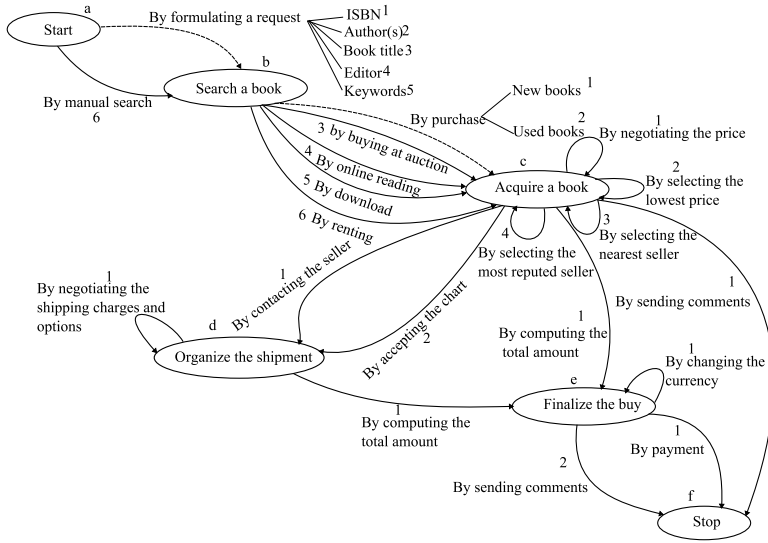 a
Start
By formulating a request
ISBN 1
Author(s)2
Book title3
Editor4
Keywords5
b
Search a book
By manual search
6
By purchase
New books 1
Used books 2
3 by buying at auction
4 By online reading
5 By download
6 By renting
c
Acquire a book
1
By negotiating the price
2
By selecting the
lowest price
3
By selecting the
nearest seller
4
By selecting the
most reputed seller
1
By contacting the seller
By accepting the chart
2
1
By sending comments
1
By computing the
total amount
1
By negotiating the
shipping charges and
options
d
Organize the shipment
1
By computing the
total amount
e
Finalize the buy
1
By changing the
currency
1
By payment
2
By sending comments
f
Stop